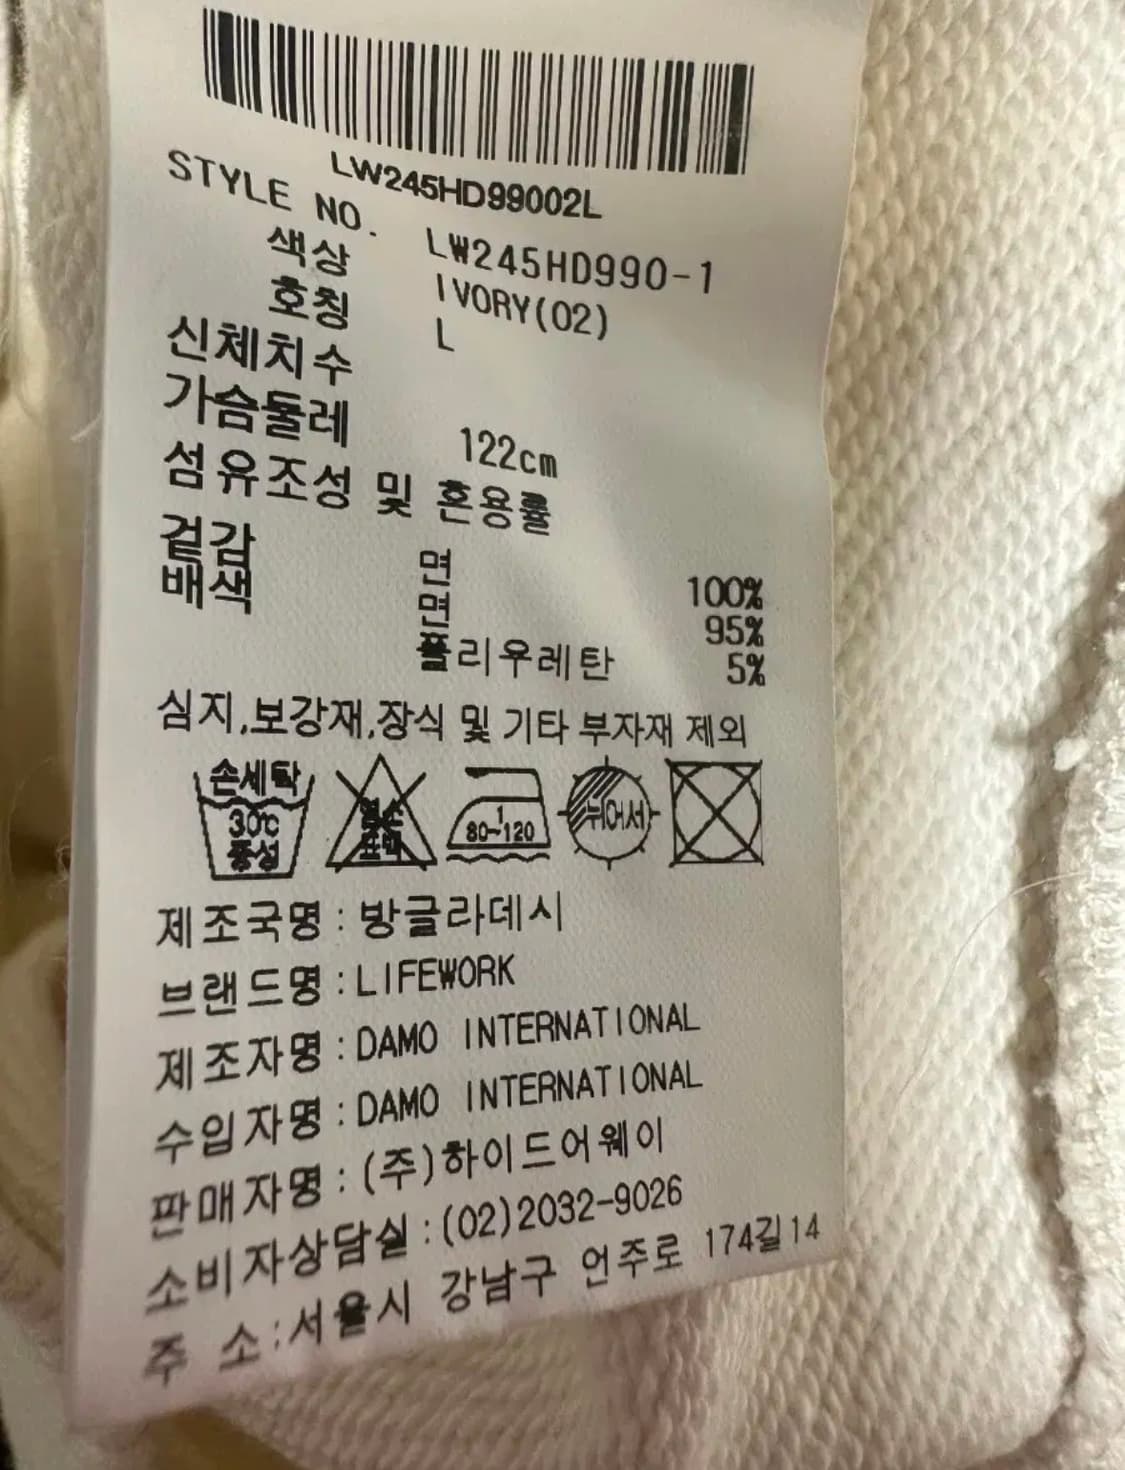 LW245HD99002L
STYLE NO. LW245HD990-1
색상 IVORY(02)
호칭 L
신체치수
가슴둘레 122cm
섬유조성 및 혼용률
겉감 면 100%
배색 면 95%
폴리우레탄 5%
심지,보강재,장식 및 기타 부자재 제외
손세탁 30℃ 중성
염소 표백
1 80~120
뉘어서
제조국명:방글라데시
브랜드명:LIFEWORK
제조자명:DAMO INTERNATIONAL
수입자명:DAMO INTERNATIONAL
판매자명:(주)하이드어웨이
소비자상담실:(02)2032-9026
주 소:서울시 강남구 언주로 174길14